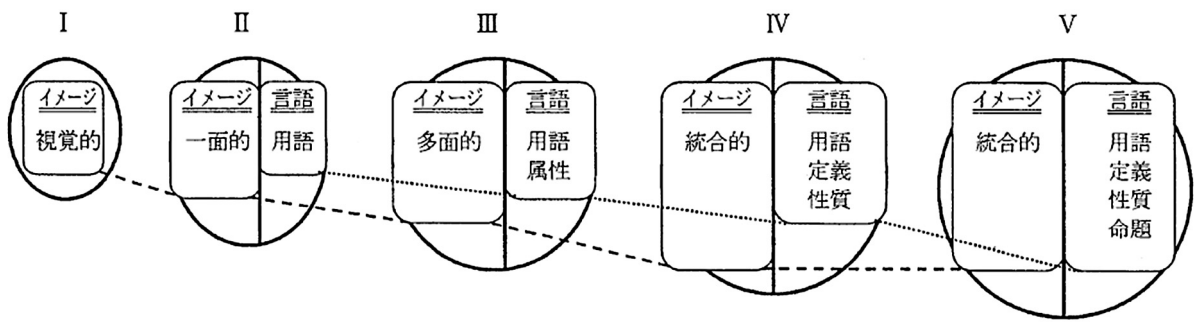 I
II
III
IV
V
イメージ
視覚的
イメージ
一面的
言語
用語
イメージ
多面的
言語
用語
属性
イメージ
統合的
言語
用語
定義
性質
イメージ
統合的
言語
用語
定義
性質
命題